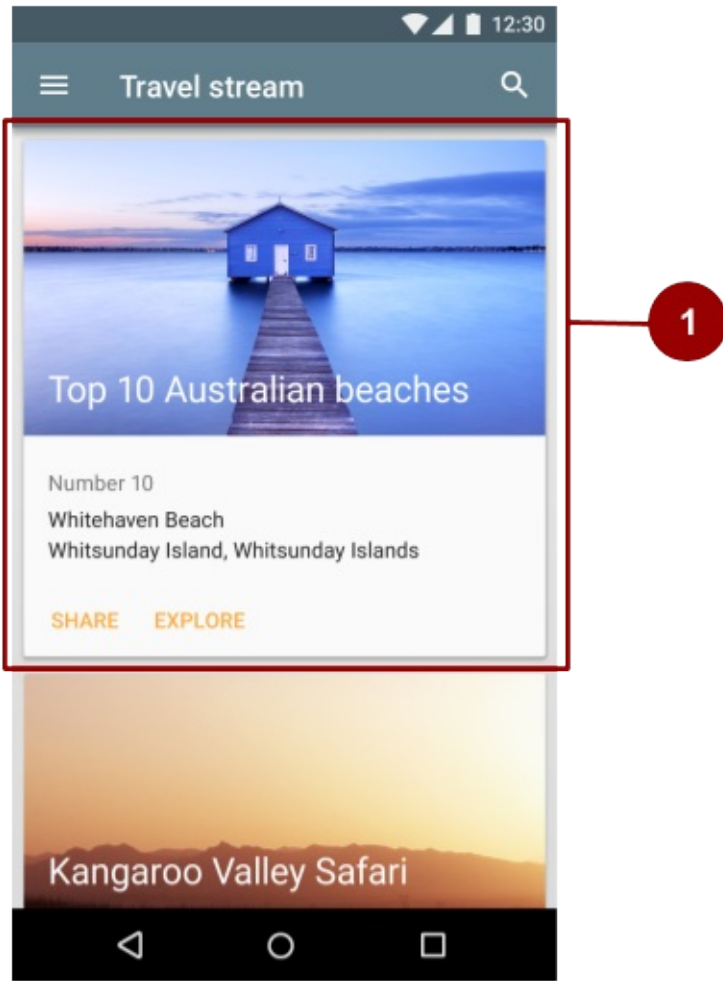 12:30
Travel stream
1
Top 10 Australian beaches
Number 10
Whitehaven Beach
Whitsunday Island, Whitsunday Islands
SHARE EXPLORE
Kangaroo Valley Safari